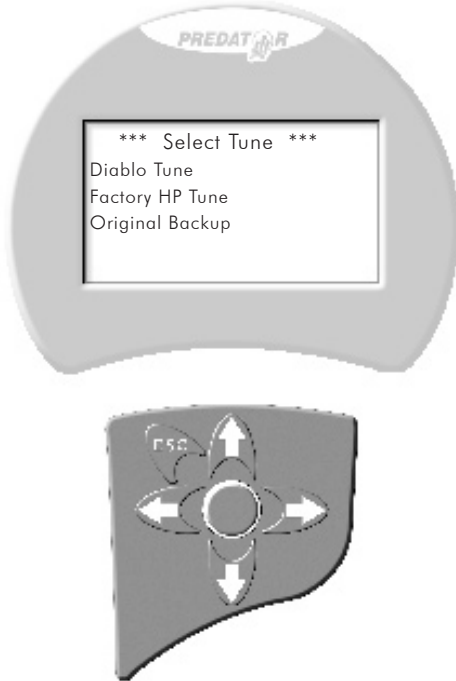 PREDATOR
*** Select Tune ***
Diablo Tune
Factory HP Tune
Original Backup
ESC